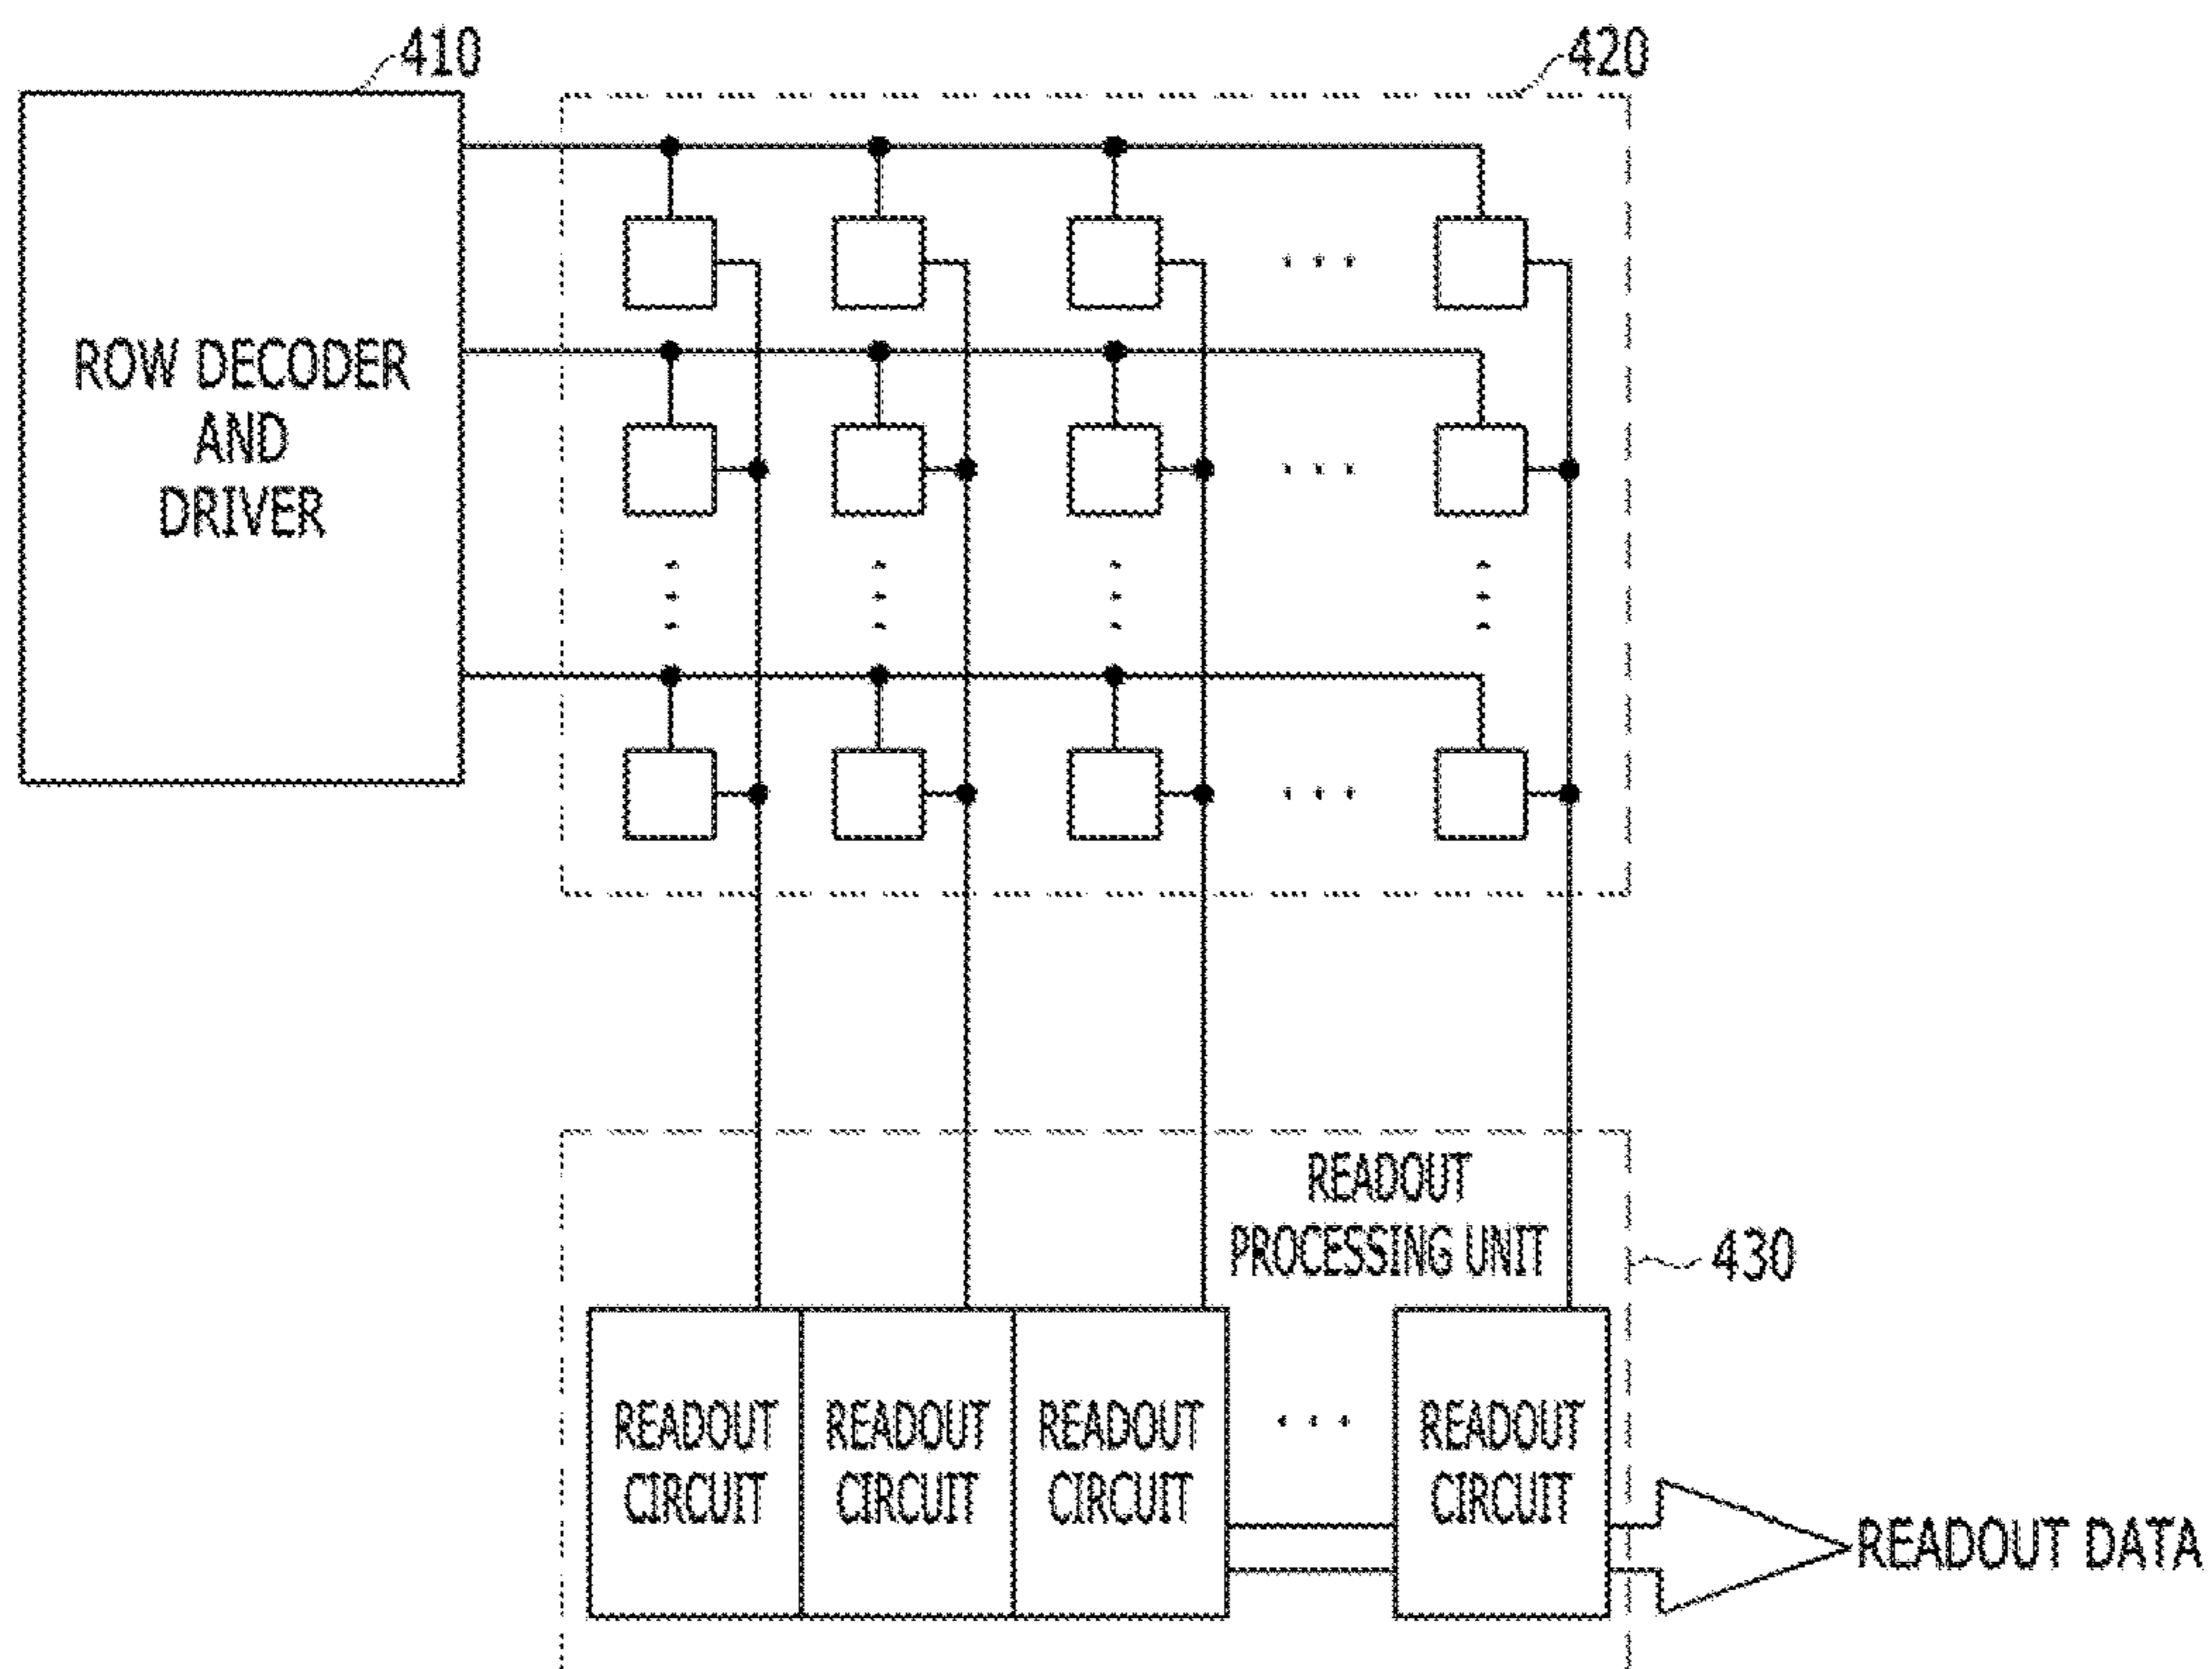 410
420
ROW DECODER
AND
DRIVER
READOUT
PROCESSING UNIT
430
READOUT
CIRCUIT
READOUT
CIRCUIT
READOUT
CIRCUIT
...
READOUT
CIRCUIT
READOUT DATA